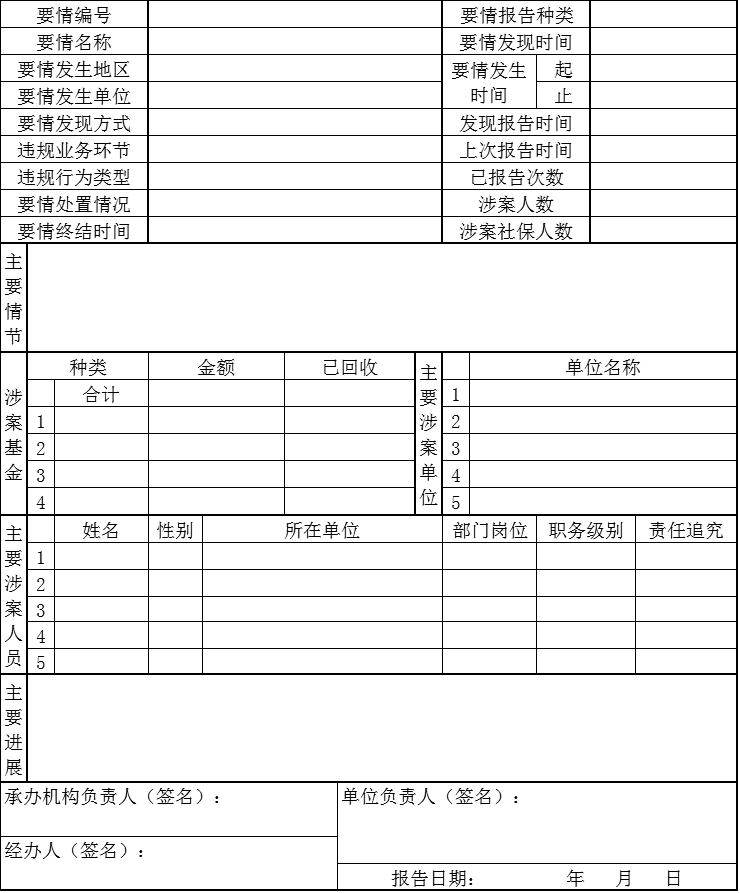 要情编号 要情报告种类
要情名称 要情发现时间
要情发生地区 要情发生时间 起
要情发生单位 止
要情发现方式 发现报告时间
违规业务环节 上次报告时间
违规行为类型 已报告次数
要情处置情况 涉案人数
要情终结时间 涉案社保人数
主要情节
涉案基金 种类 金额 已回收 主要涉案单位 单位名称
合计 1
1 2
2 3
3 4
4 5
主要涉案人员 姓名 性别 所在单位 部门岗位 职务级别 责任追究
1
2
3
4
5
主要进展
承办机构负责人（签名）： 单位负责人（签名）：
经办人（签名）：
报告日期： 年 月 日